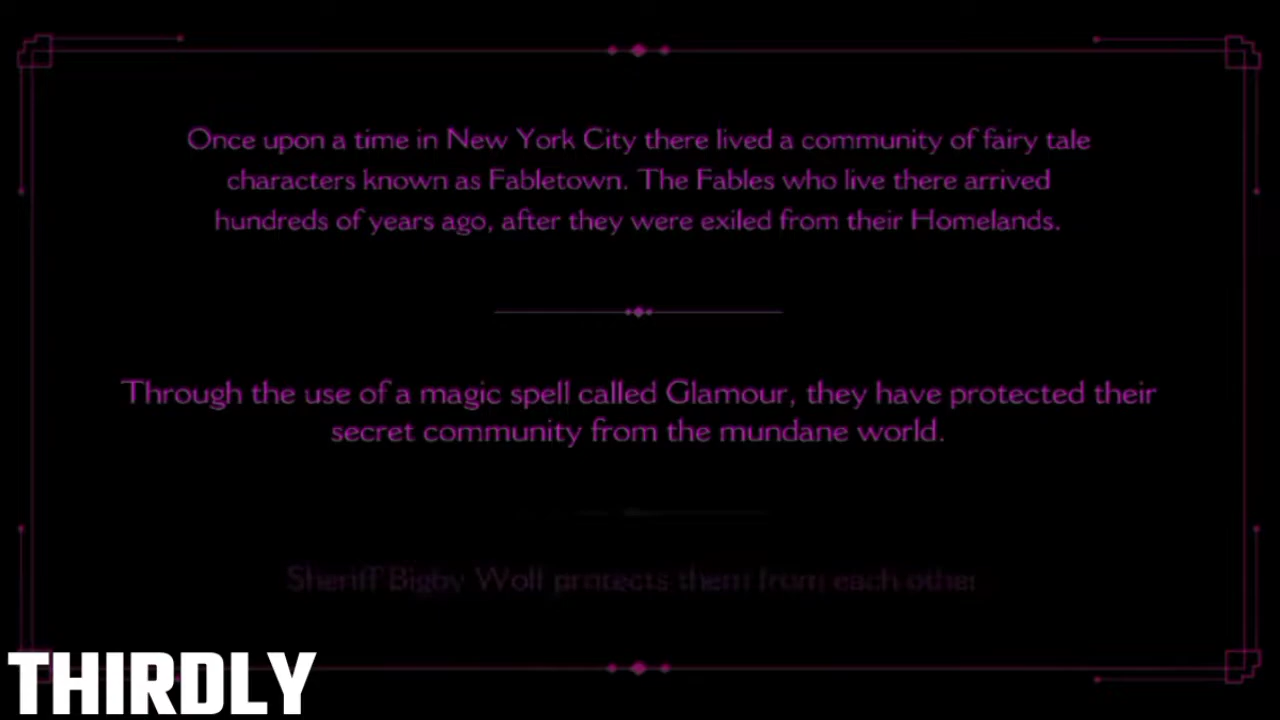 Once upon a time in New York City there lived a community of fairy tale
characters known as Fabletown. The Fables who live there arrived
hundreds of years ago, after they were exiled from their Homelands.
Through the use of a magic spell called Glamour, they have protected their
secret community from the mundane world.
Sheriff Bigby Wolf protects them from each other
THIRDLY